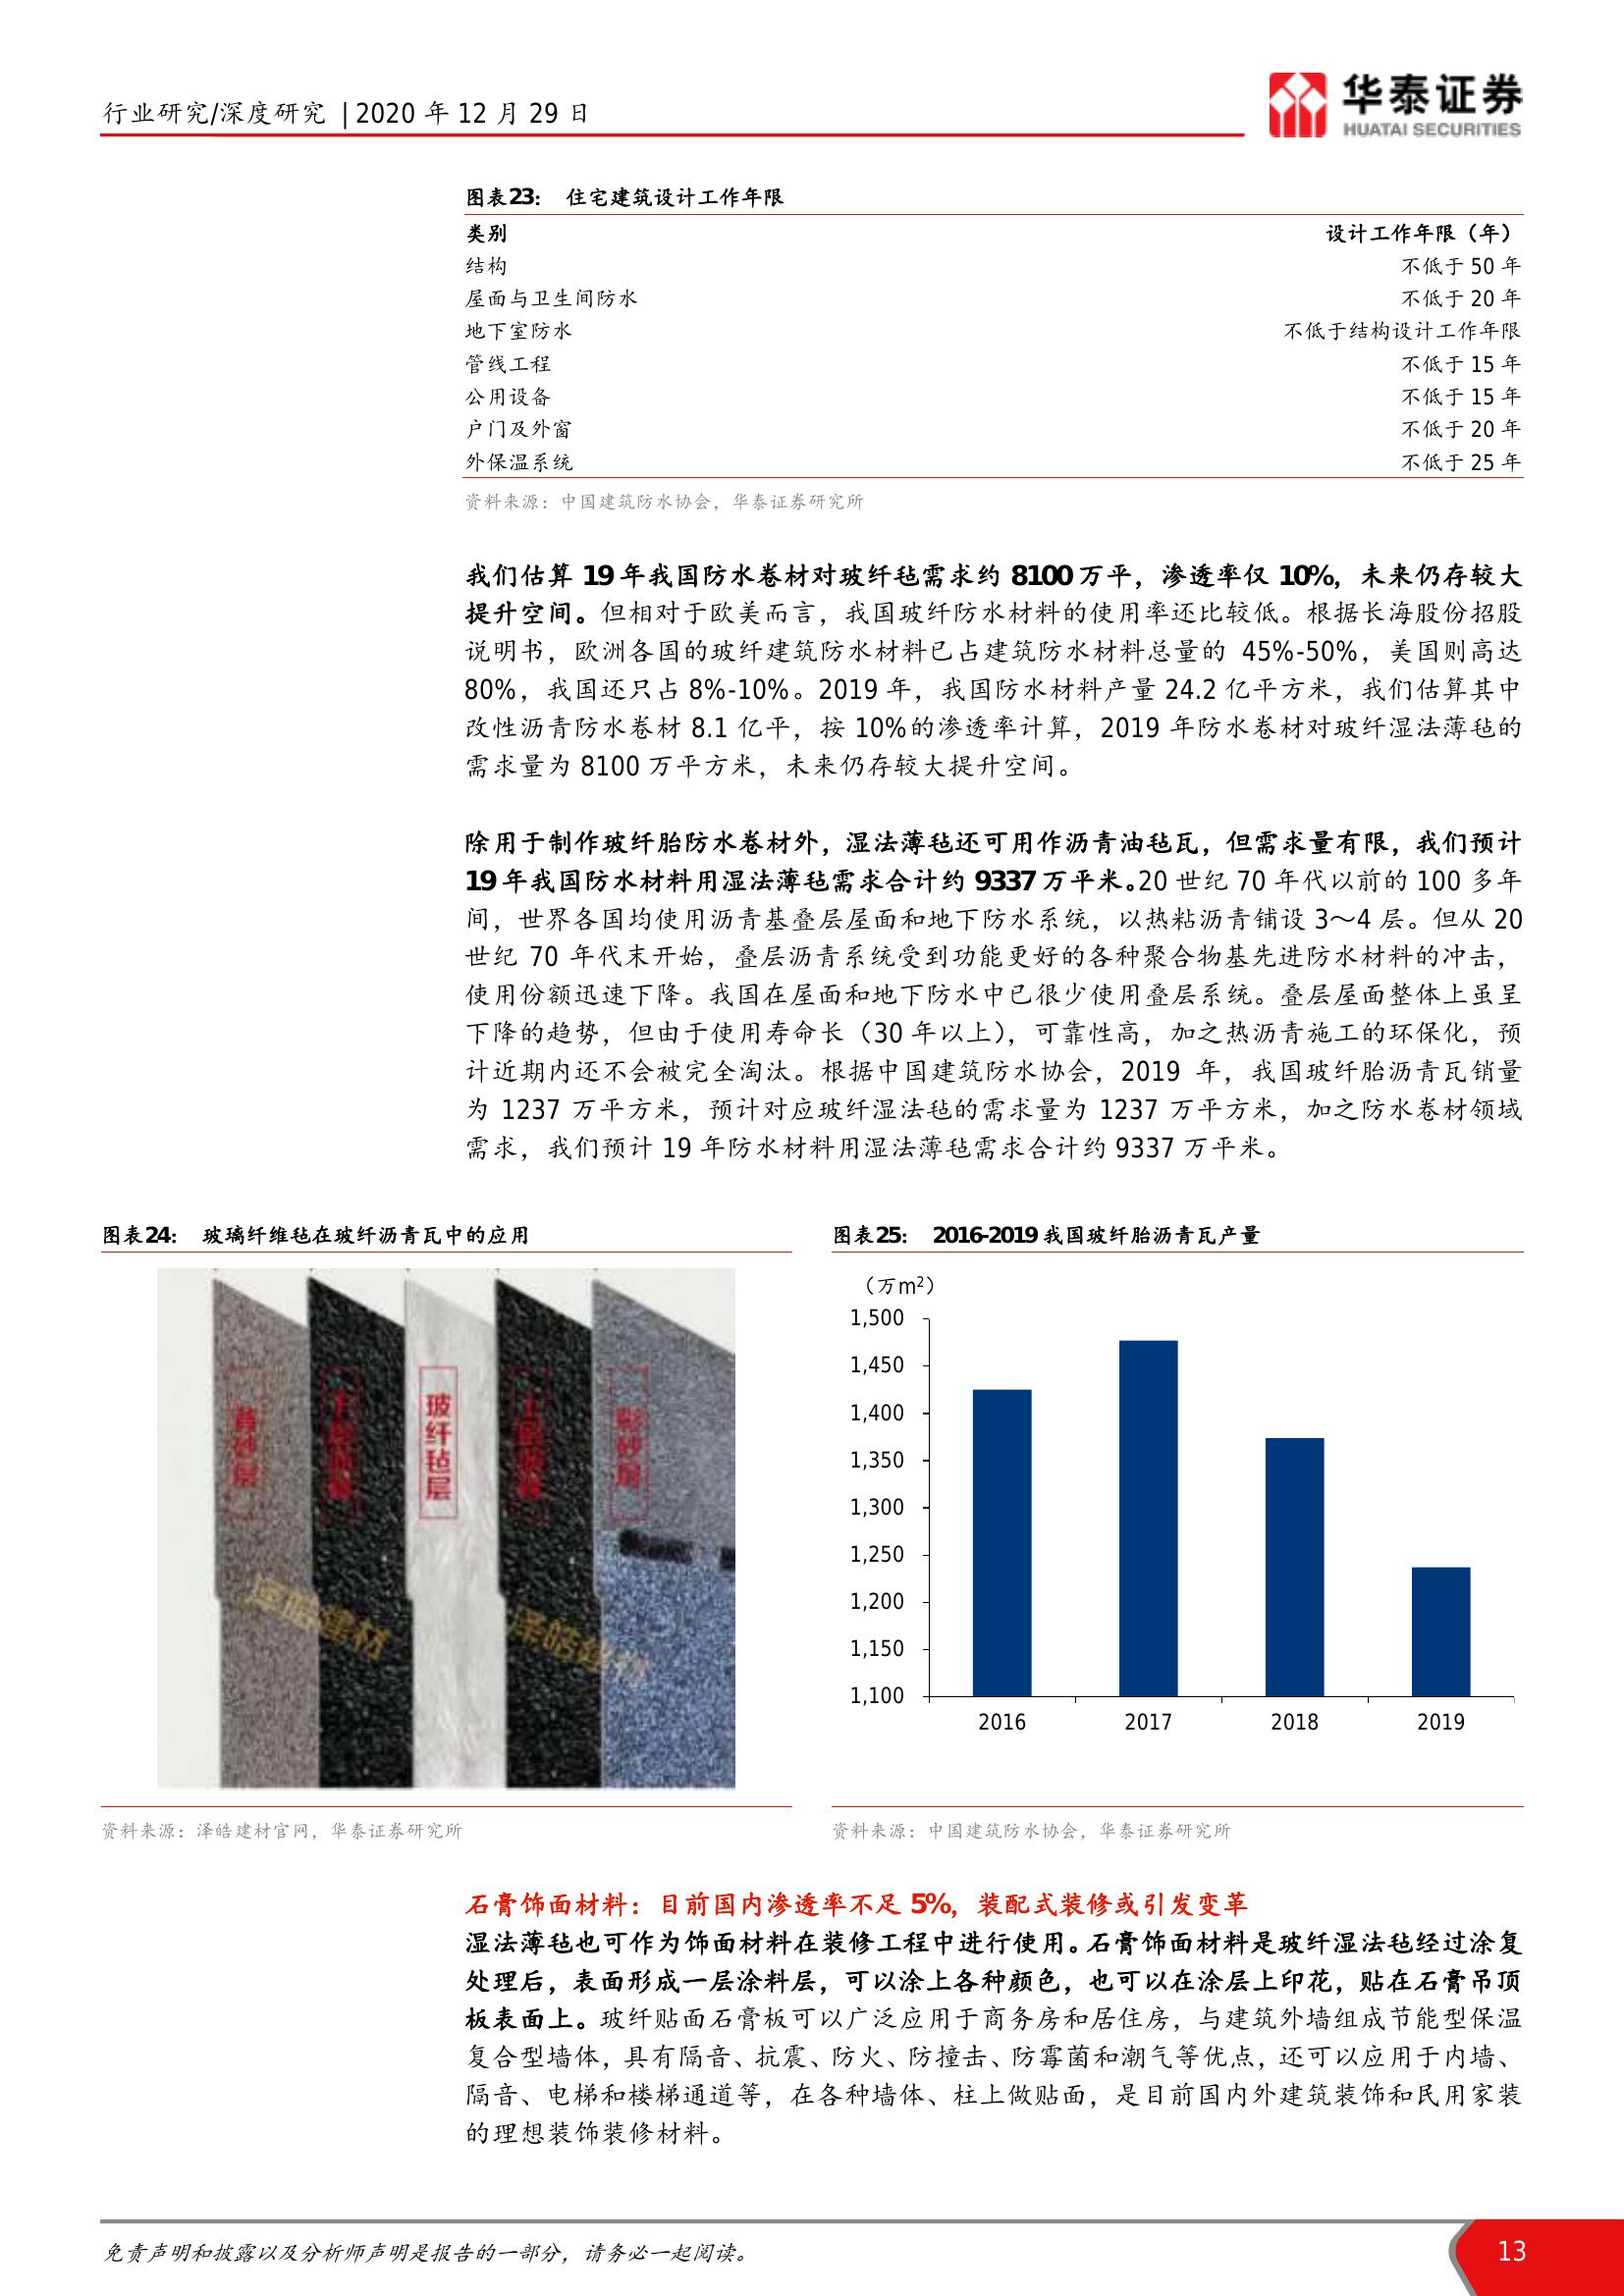 行业研究/深度研究 | 2020 年 12 月 29 日
华泰证券
HUATAI SECURITIES
图表23： 住宅建筑设计工作年限
类别 设计工作年限（年）
结构 不低于 50 年
屋面与卫生间防水 不低于 20 年
地下室防水 不低于结构设计工作年限
管线工程 不低于 15 年
公用设备 不低于 15 年
户门及外窗 不低于 20 年
外保温系统 不低于 25 年
资料来源：中国建筑防水协会，华泰证券研究所
我们估算 19 年我国防水卷材对玻纤毡需求约 8100 万平，渗透率仅 10%，未来仍存较大
提升空间。但相对于欧美而言，我国玻纤防水材料的使用率还比较低。根据长海股份招股
说明书，欧洲各国的玻纤建筑防水材料已占建筑防水材料总量的 45%-50%，美国则高达
80%，我国还只占 8%-10%。2019 年，我国防水材料产量 24.2 亿平方米，我们估算其中
改性沥青防水卷材 8.1 亿平，按 10%的渗透率计算，2019 年防水卷材对玻纤湿法薄毡的
需求量为 8100 万平方米，未来仍存较大提升空间。
除用于制作玻纤胎防水卷材外，湿法薄毡还可用作沥青油毡瓦，但需求量有限，我们预计
19 年我国防水材料用湿法薄毡需求合计约 9337 万平米。20 世纪 70 年代以前的 100 多年
间，世界各国均使用沥青基叠层屋面和地下防水系统，以热粘沥青铺设 3～4 层。但从 20
世纪 70 年代末开始，叠层沥青系统受到功能更好的各种聚合物基先进防水材料的冲击，
使用份额迅速下降。我国在屋面和地下防水中已很少使用叠层系统。叠层屋面整体上虽呈
下降的趋势，但由于使用寿命长（30 年以上），可靠性高，加之热沥青施工的环保化，预
计近期内还不会被完全淘汰。根据中国建筑防水协会，2019 年，我国玻纤胎沥青瓦销量
为 1237 万平方米，预计对应玻纤湿法毡的需求量为 1237 万平方米，加之防水卷材领域
需求，我们预计 19 年防水材料用湿法薄毡需求合计约 9337 万平米。
图表24： 玻璃纤维毡在玻纤沥青瓦中的应用
玻纤毡层
彩砂层
泽皓建材
图表25： 2016-2019 我国玻纤胎沥青瓦产量
（万m²）
1,500
1,450
1,400
1,350
1,300
1,250
1,200
1,150
1,100
2016 2017 2018 2019
资料来源：泽皓建材官网，华泰证券研究所
资料来源：中国建筑防水协会，华泰证券研究所
石膏饰面材料：目前国内渗透率不足 5%，装配式装修或引发变革
湿法薄毡也可作为饰面材料在装修工程中进行使用。石膏饰面材料是玻纤湿法毡经过涂复
处理后，表面形成一层涂料层，可以涂上各种颜色，也可以在涂层上印花，贴在石膏吊顶
板表面上。玻纤贴面石膏板可以广泛应用于商务房和居住房，与建筑外墙组成节能型保温
复合型墙体，具有隔音、抗震、防火、防撞击、防霉菌和潮气等优点，还可以应用于内墙、
隔音、电梯和楼梯通道等，在各种墙体、柱上做贴面，是目前国内外建筑装饰和民用家装
的理想装饰装修材料。
免责声明和披露以及分析师声明是报告的一部分，请务必一起阅读。
13